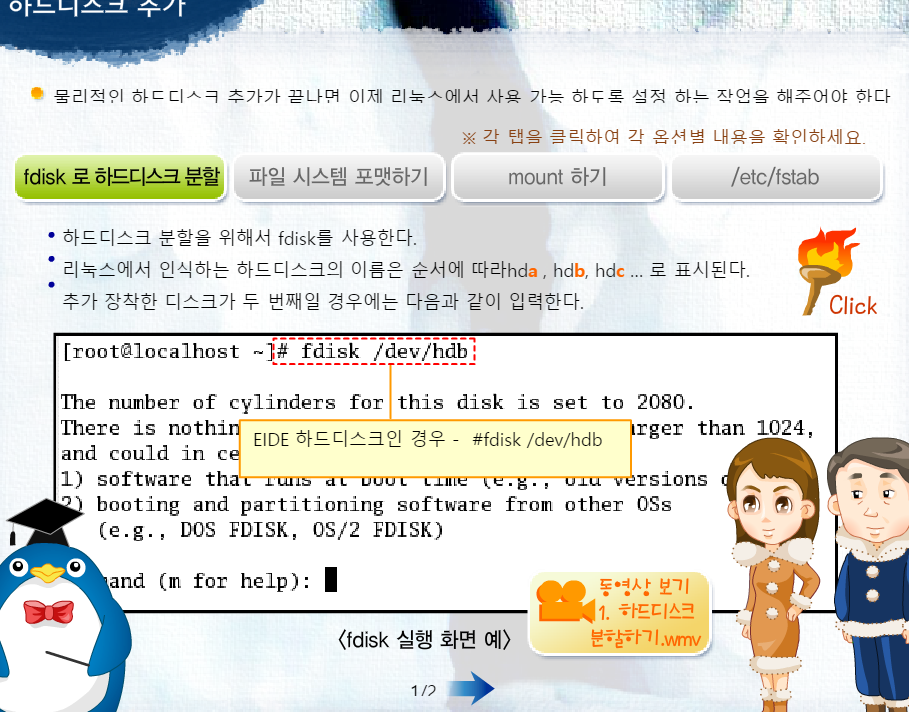 하드디스크 추가
물리적인 하드디스크 추가가 끝나면 이제 리눅스에서 사용 가능 하도록 설정 하는 작업을 해주어야 한다
※ 각 탭을 클릭하여 각 옵션별 내용을 확인하세요.
fdisk 로 하드디스크 분할 파일 시스템 포맷하기 mount 하기 /etc/fstab
• 하드디스크 분할을 위해서 fdisk를 사용한다.
• 리눅스에서 인식하는 하드디스크의 이름은 순서에 따라hda , hdb, hdc ... 로 표시된다.
• 추가 장착한 디스크가 두 번째일 경우에는 다음과 같이 입력한다.
Click
[root@localhost ~]# fdisk /dev/hdb
The number of cylinders for this disk is set to 2080.
There is nothin arger than 1024,
EIDE 하드디스크인 경우 - #fdisk /dev/hdb
and could in ce
1) software that runs at boot time (e.g., old versions o
2) booting and partitioning software from other OSs
(e.g., DOS FDISK, OS/2 FDISK)
and (m for help):
동영상 보기
1. 하드디스크
분할하기.wmv
<fdisk 실행 화면 예>
1/2